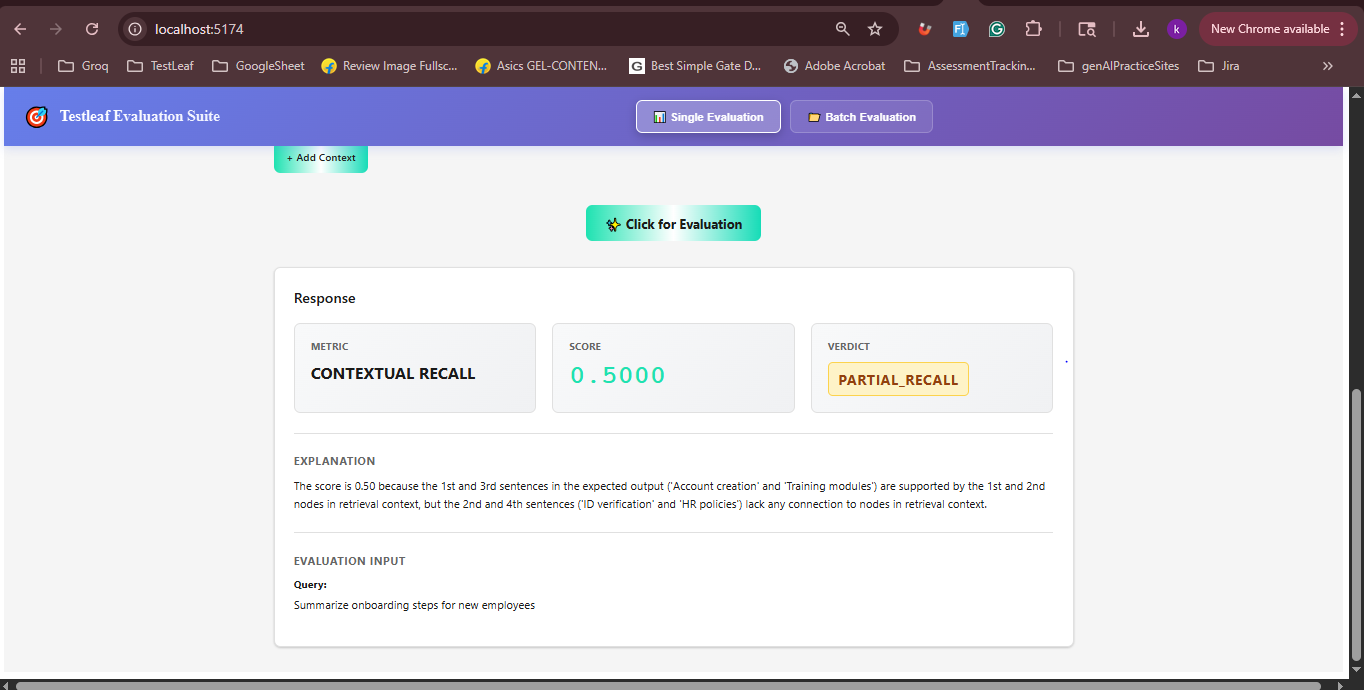 localhost:5174
k
New Chrome available
Groq
TestLeaf
GoogleSheet
Review Image Fullsc...
Asics GEL-CONTEN...
G
Best Simple Gate D...
Adobe Acrobat
AssessmentTrackin...
genAIPracticeSites
Jira
»
Testleaf Evaluation Suite
Single Evaluation
Batch Evaluation
+ Add Context
Click for Evaluation
Response
METRIC
CONTEXTUAL RECALL
SCORE
0.5000
VERDICT
PARTIAL_RECALL
EXPLANATION
The score is 0.50 because the 1st and 3rd sentences in the expected output ('Account creation' and 'Training modules') are supported by the 1st and 2nd
nodes in retrieval context, but the 2nd and 4th sentences ('ID verification' and 'HR policies') lack any connection to nodes in retrieval context.
EVALUATION INPUT
Query:
Summarize onboarding steps for new employees